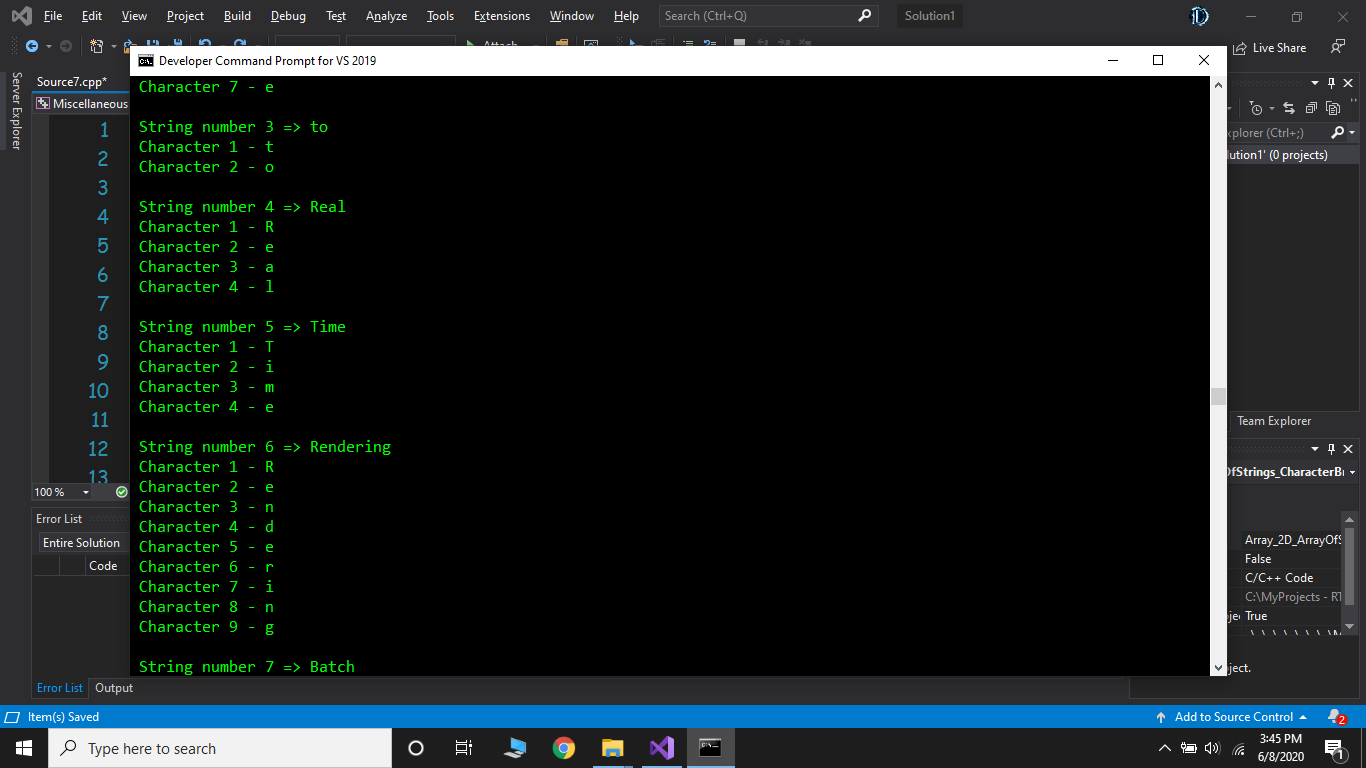 File Edit View Project Build Debug Test Analyze Tools Extensions Window Help Search (Ctrl+Q) Solution1
Attach
Live Share
Developer Command Prompt for VS 2019
Server Explorer
Source7.cpp*
Miscellaneous
1
2
3
4
5
6
7
8
9
10
11
12
13
100 %
Character 7 - e
String number 3 => to
Character 1 - t
Character 2 - o
String number 4 => Real
Character 1 - R
Character 2 - e
Character 3 - a
Character 4 - l
String number 5 => Time
Character 1 - T
Character 2 - i
Character 3 - m
Character 4 - e
String number 6 => Rendering
Character 1 - R
Character 2 - e
Character 3 - n
Character 4 - d
Character 5 - e
Character 6 - r
Character 7 - i
Character 8 - n
Character 9 - g
String number 7 => Batch
xplorer (Ctrl+;)
lution1' (0 projects)
Team Explorer
OfStrings_CharacterB
Array_2D_ArrayOfS
False
C/C++ Code
C:\MyProjects - RT
True
ject.
Error List
Entire Solution
Code
Error List Output
Item(s) Saved
Add to Source Control
2
Type here to search
3:45 PM
6/8/2020
1